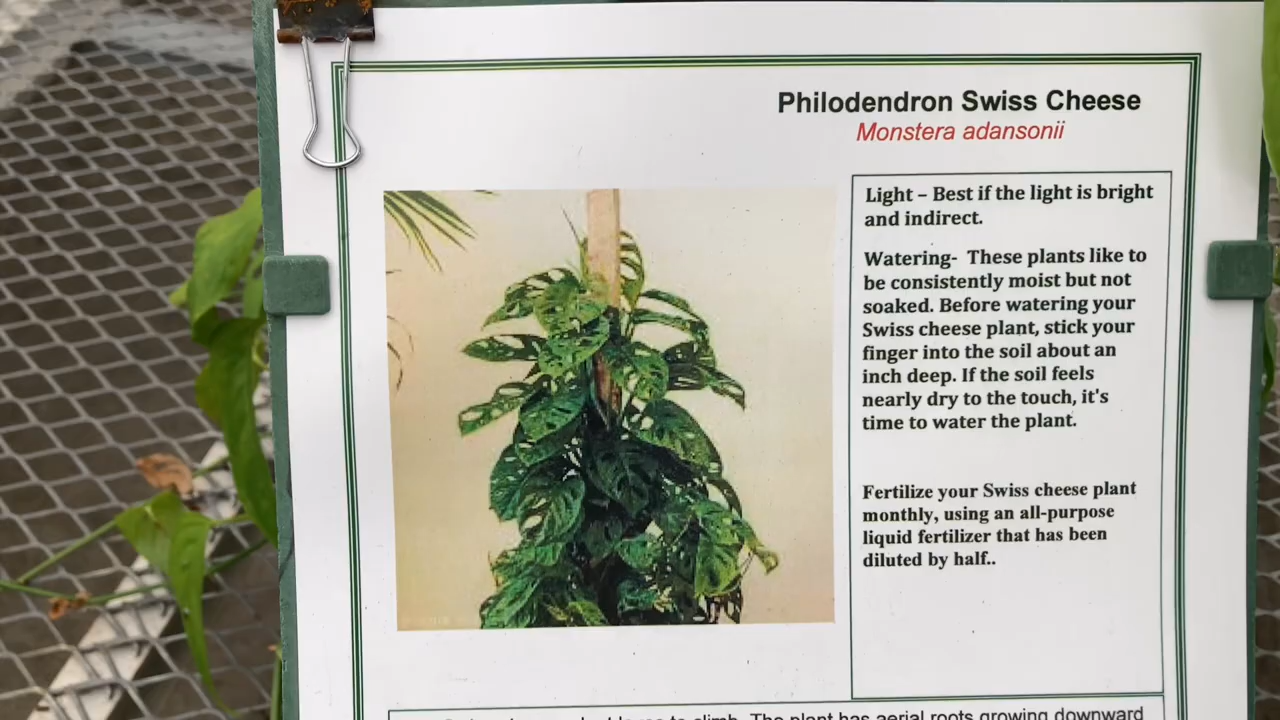 Philodendron Swiss Cheese
Monstera adansonii
Light – Best if the light is bright
and indirect.
Watering- These plants like to
be consistently moist but not
soaked. Before watering your
Swiss cheese plant, stick your
finger into the soil about an
inch deep. If the soil feels
nearly dry to the touch, it's
time to water the plant.
Fertilize your Swiss cheese plant
monthly, using an all-purpose
liquid fertilizer that has been
diluted by half..
to climb. The plant has aerial roots growing downward